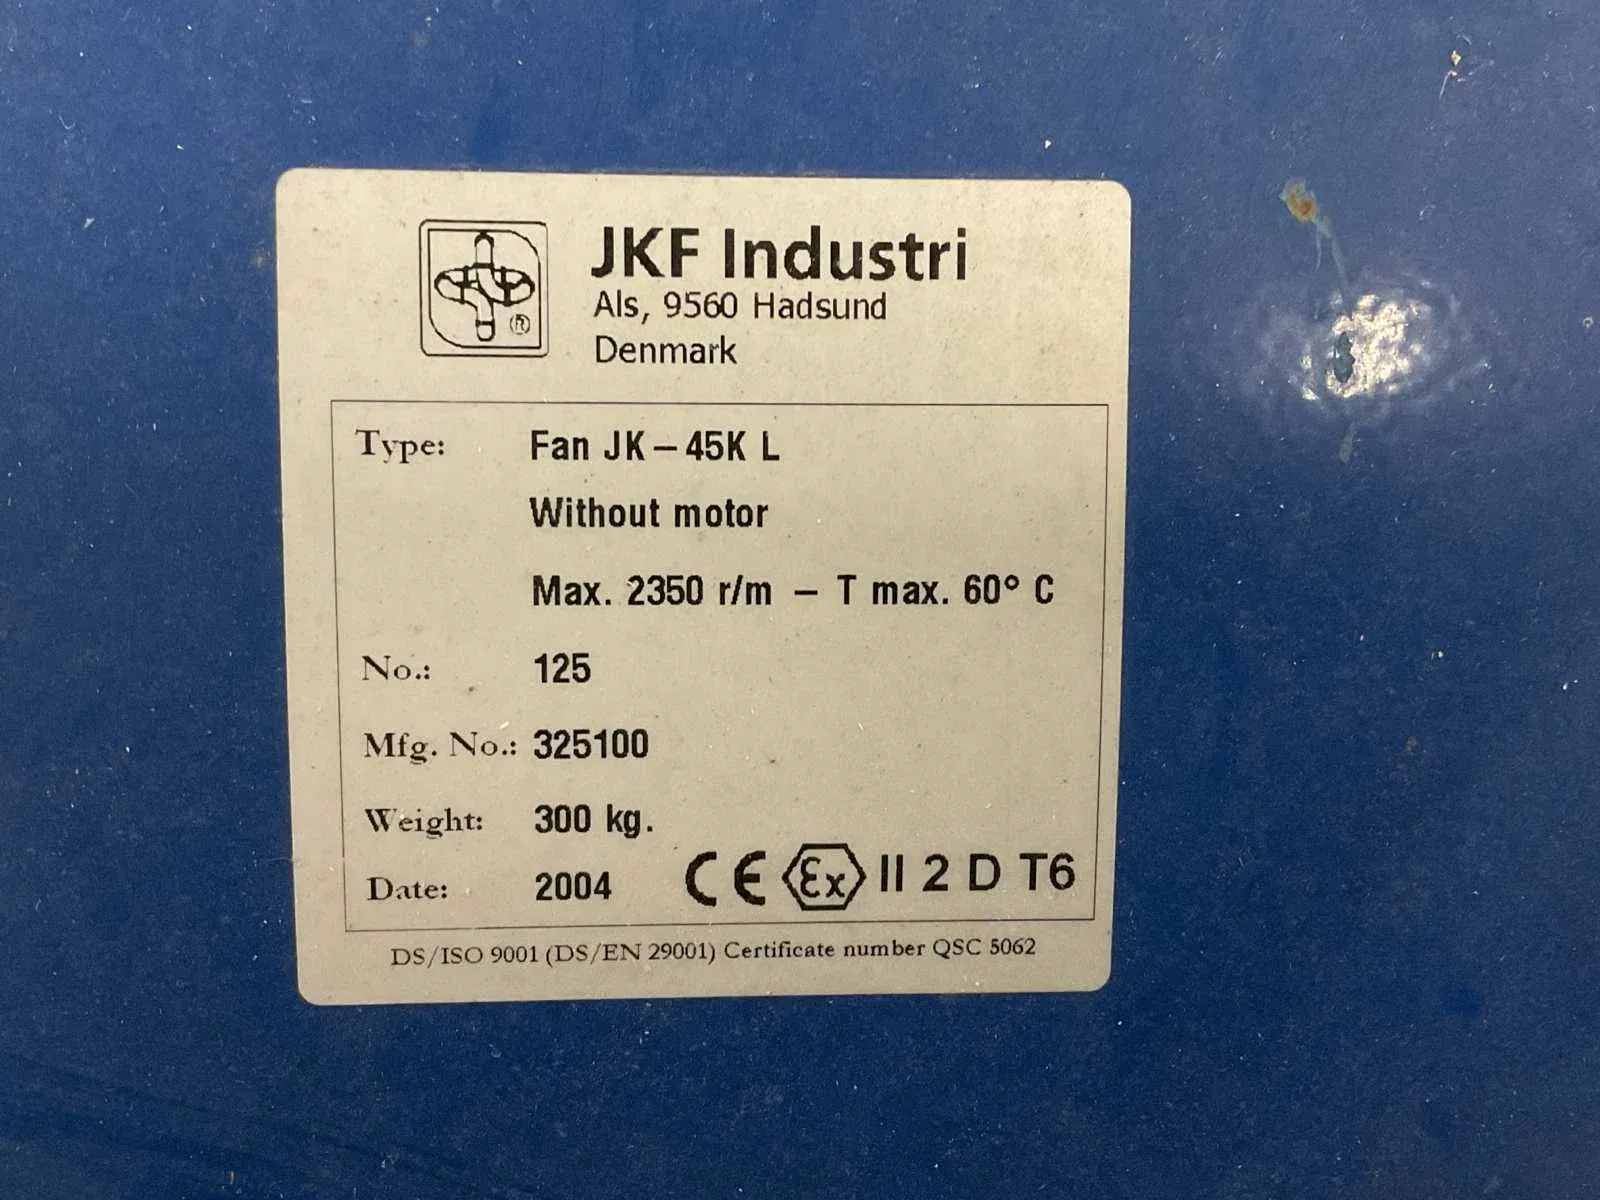 JKF Industri
Als, 9560 Hadsund
Denmark
®
Type: Fan JK – 45K L
Without motor
Max. 2350 r/m – T max. 60° C
No.: 125
Mfg. No.: 325100
Weight: 300 kg.
Date: 2004 CE Ex II 2 D T6
DS/ISO 9001 (DS/EN 29001) Certificate number QSC 5062